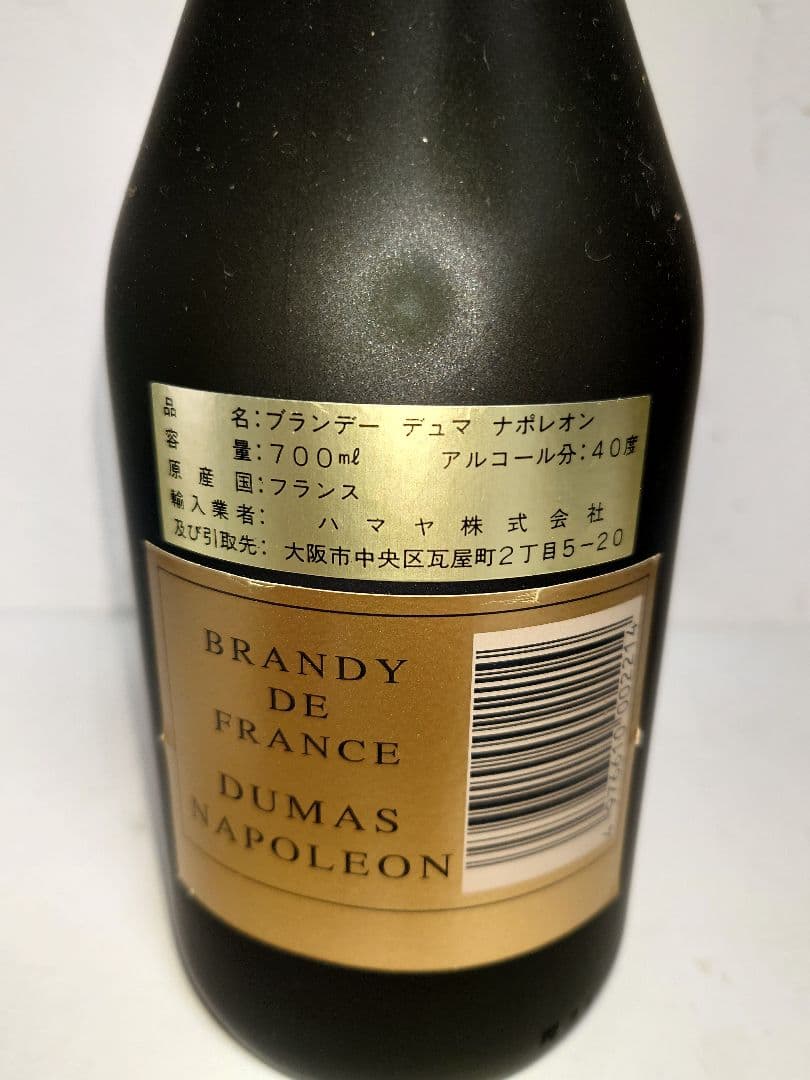 品名：ブランデー デュマ ナポレオン
容量：700㎖ アルコール分：40度
原産国：フランス
輸入業者： ハマヤ株式会社
及び引取先： 大阪市中央区瓦屋町2丁目5-20
BRANDY
DE
FRANCE
DUMAS
NAPOLEON